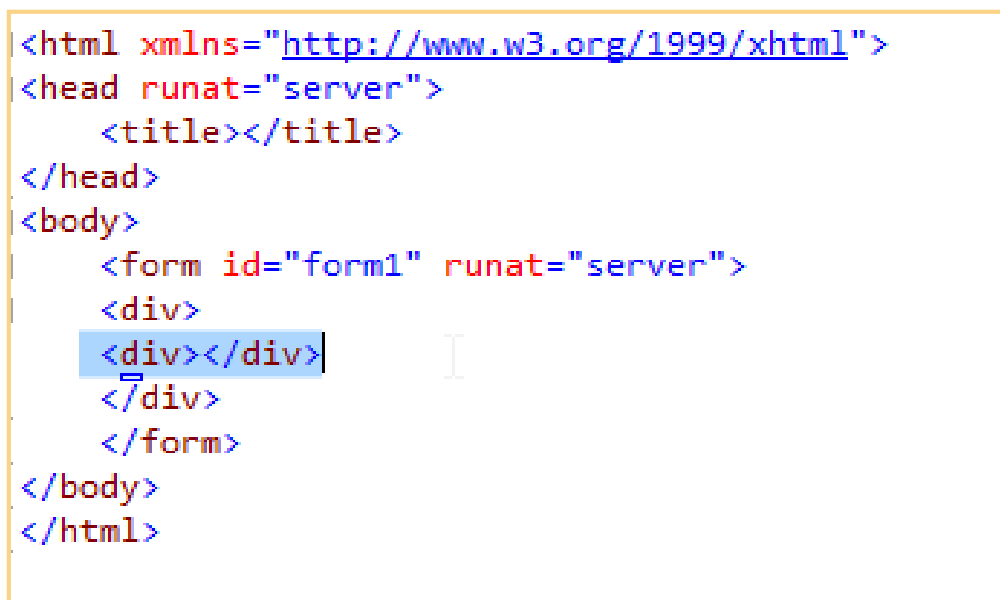 <html xmlns="http://www.w3.org/1999/xhtml">
<head runat="server">
    <title></title>
</head>
<body>
    <form id="form1" runat="server">
    <div>
    <div></div>
    </div>
    </form>
</body>
</html>